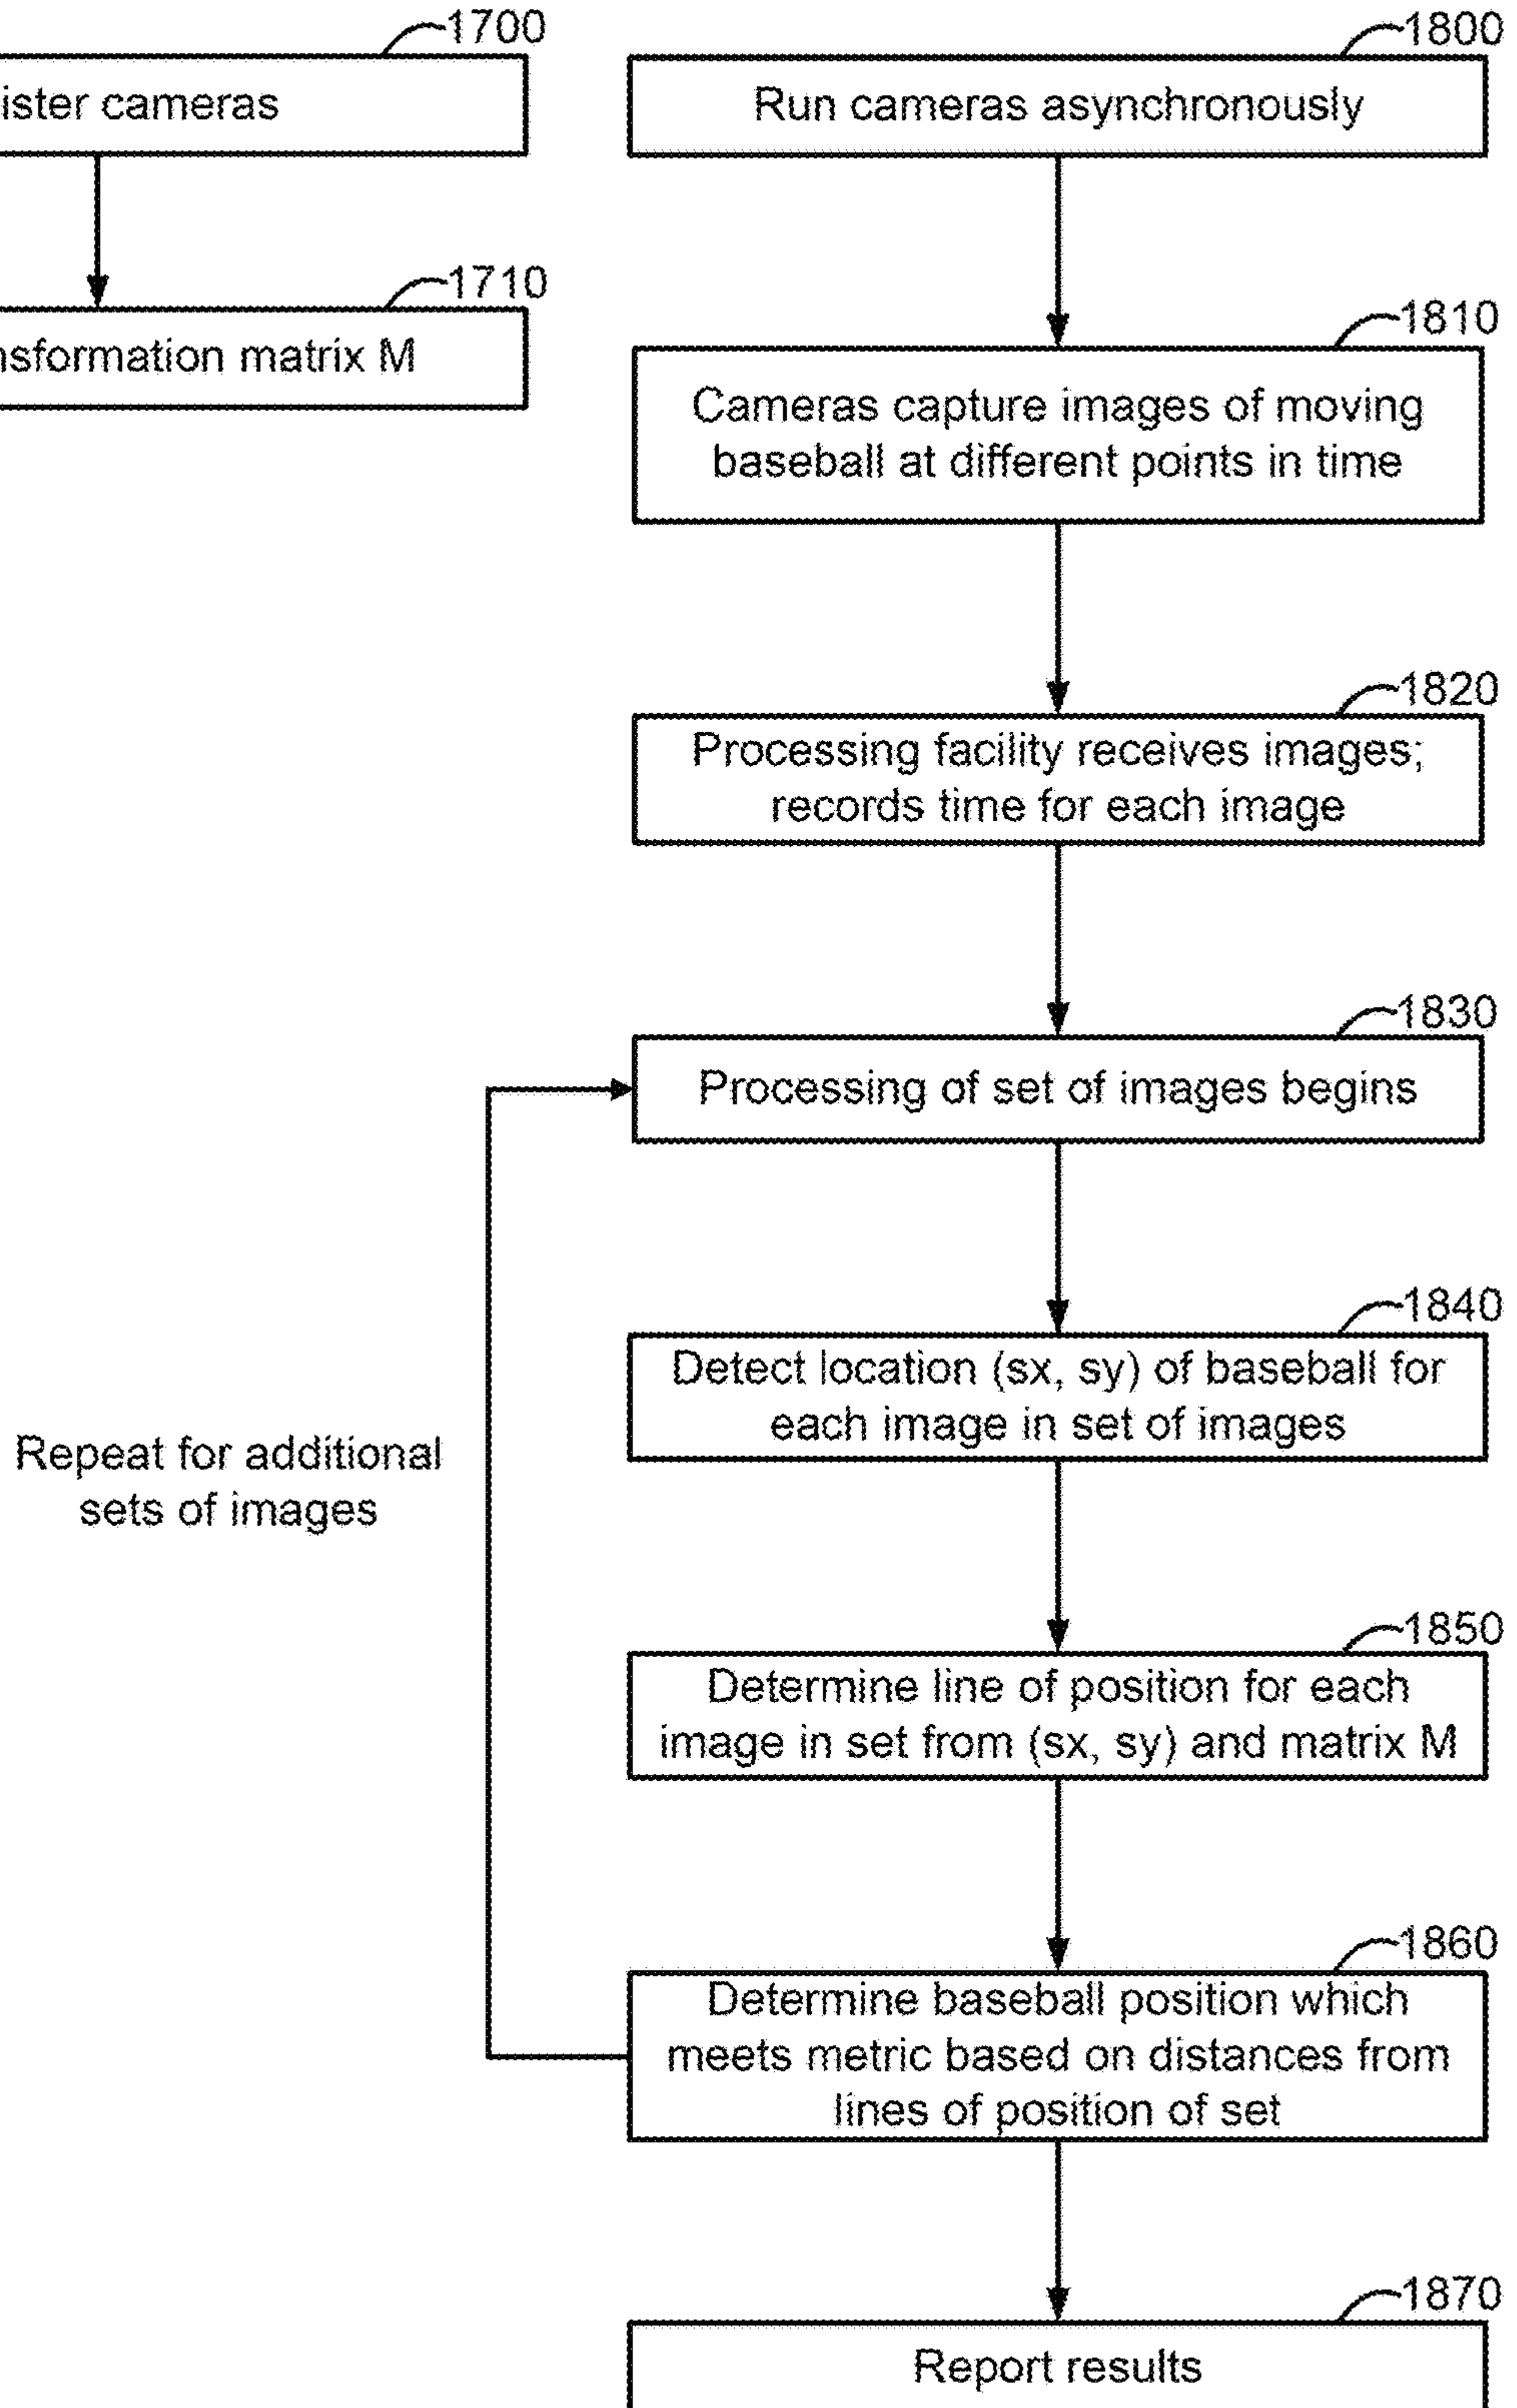 1700
ister cameras
1710
nsformation matrix M
1800
Run cameras asynchronously
1810
Cameras capture images of moving
baseball at different points in time
1820
Processing facility receives images;
records time for each image
1830
Processing of set of images begins
1840
Detect location (sx, sy) of baseball for
each image in set of images
Repeat for additional
sets of images
1850
Determine line of position for each
image in set from (sx, sy) and matrix M
1860
Determine baseball position which
meets metric based on distances from
lines of position of set
1870
Report results